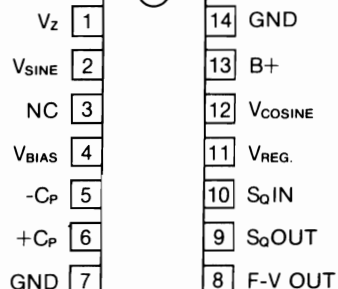 Vz 1 14 GND
VSINE 2 13 B+
NC 3 12 VCOSINE
VBIAS 4 11 VREG.
-CP 5 10 SQIN
+CP 6 9 SQOUT
GND 7 8 F-V OUT